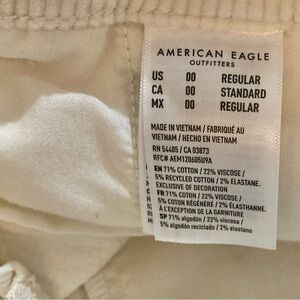 AMERICAN EAGLE
OUTFITTERS
US 00 REGULAR
CA 00 STANDARD
MX 00 REGULAR
MADE IN VIETNAM / FABRIQUÉ AU
VIETNAM / HECHO EN VIETNAM
RN 54485 / CA 03873
RFC# AEM120605U9A
EN 71% COTTON / 22% VISCOSE /
5% RECYCLED COTTON / 2% ELASTANE.
EXCLUSIVE OF DECORATION
FR 71% COTON / 22% VISCOSE /
5% COTON RÉGÉNÉRÉ / 2% ÉLASTHANNE.
À L'EXCEPTION DE LA GARNITURE
SP 71% algodón / 22% viscosa /
5% algodón reciclado / 2% elastano